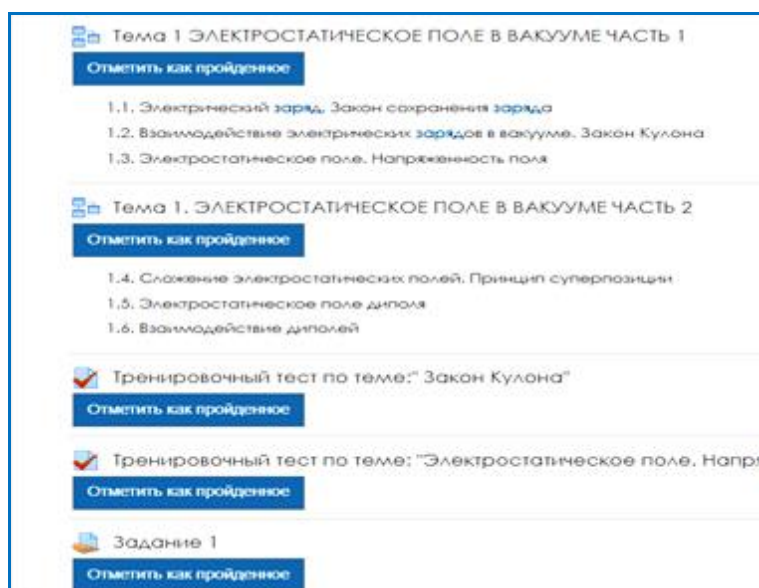 Тема 1 ЭЛЕКТРОСТАТИЧЕСКОЕ ПОЛЕ В ВАКУУМЕ ЧАСТЬ 1
Отметить как пройденное
1.1. Электрический заряд. Закон сохранения заряда
1.2. Взаимодействие электрических зарядов в вакууме. Закон Кулона
1.3. Электростатическое поле. Напряженность поля
Тема 1. ЭЛЕКТРОСТАТИЧЕСКОЕ ПОЛЕ В ВАКУУМЕ ЧАСТЬ 2
Отметить как пройденное
1.4. Сложение электростатических полей. Принцип суперпозиции
1.5. Электростатическое поле диполя
1.6. Взаимодействие диполей
Тренировочный тест по теме:" Закон Кулона"
Отметить как пройденное
Тренировочный тест по теме: "Электростатическое поле. Напря
Отметить как пройденное
Задание 1
Отметить как пройденное